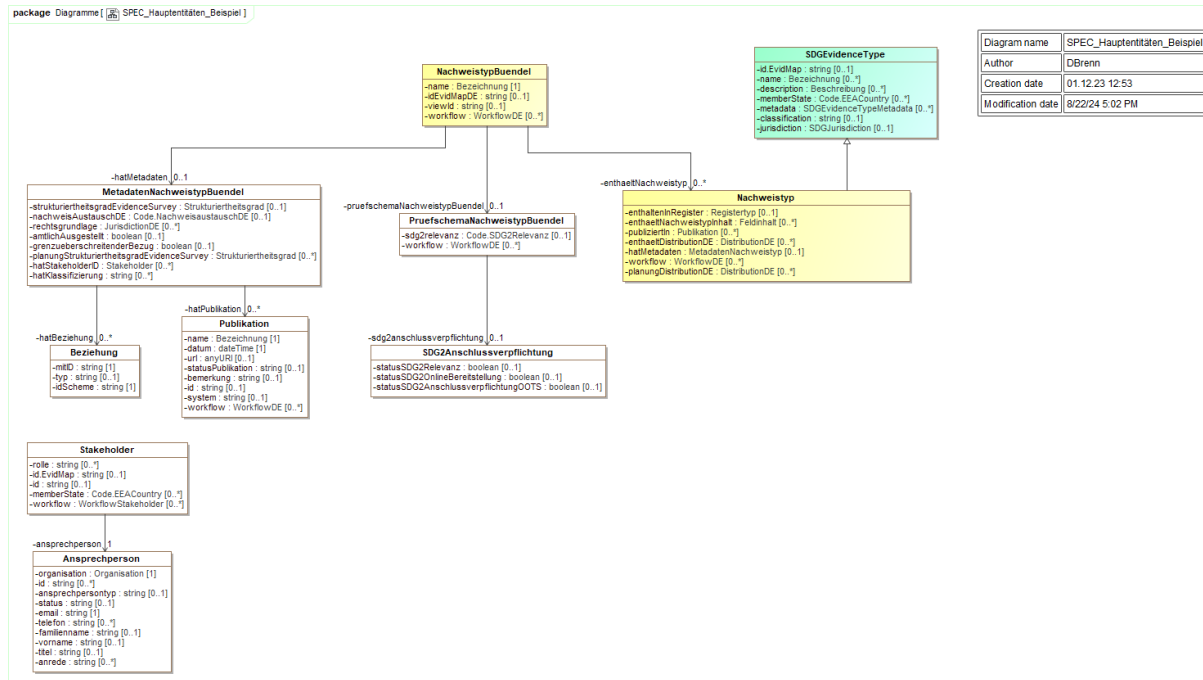 package Diagramme [ SPEC_Hauptentitäten_Beispiel ]
Diagram name SPEC_Hauptentitäten_Beispiel
Author DBrenn
Creation date 01.12.23 12:53
Modification date 8/22/24 5:02 PM
NachweistypBuendel
-name : Bezeichnung [1]
-idEvidMapDE : string [0..1]
-viewId : string [0..1]
-workflow : WorkflowDE [0..*]
SDGEvidenceType
-id.EvidMap : string [0..1]
-name : Bezeichnung [0..*]
-description : Beschreibung [0..*]
-memberState : Code.EEACountry [0..*]
-metadata : SDGEvidenceTypeMetadata [0..*]
-classification : string [0..1]
-jurisdiction : SDGJurisdiction [0..1]
-hatMetadaten 0..1
-pruefschemaNachweistypBuendel 0..1
-enthaeltNachweistyp 0..*
MetadatenNachweistypBuendel
-strukturiertheitsgradEvidenceSurvey : Strukturiertheitsgrad [0..1]
-nachweisAustauschDE : Code.NachweisaustauschDE [0..1]
-rechtsgrundlage : JurisdictionDE [0..*]
-amtlichAusgestellt : boolean [0..1]
-grenzueberschreitenderBezug : boolean [0..1]
-planungStrukturiertheitsgradEvidenceSurvey : Strukturiertheitsgrad [0..*]
-hatStakeholderID : Stakeholder [0..*]
-hatKlassifizierung : string [0..*]
PruefschemaNachweistypBuendel
-sdg2relevanz : Code.SDG2Relevanz [0..1]
-workflow : WorkflowDE [0..*]
Nachweistyp
-enthaltenInRegister : Registertyp [0..1]
-enthaeltNachweistypInhalt : Feldinhalt [0..*]
-publiziertIn : Publikation [0..*]
-enthaeltDistributionDE : DistributionDE [0..*]
-hatMetadaten : MetadatenNachweistyp [0..1]
-workflow : WorkflowDE [0..*]
-planungDistributionDE : DistributionDE [0..*]
-hatBeziehung 0..*
-hatPublikation 0..*
-sdg2anschlussverpflichtung 0..1
Beziehung
-mitID : string [1]
-typ : string [0..1]
-idScheme : string [1]
Publikation
-name : Bezeichnung [1]
-datum : dateTime [1]
-url : anyURI [0..1]
-statusPublikation : string [0..1]
-bemerkung : string [0..1]
-id : string [0..1]
-system : string [0..1]
-workflow : WorkflowDE [0..*]
SDG2Anschlussverpflichtung
-statusSDG2Relevanz : boolean [0..1]
-statusSDG2OnlineBereitstellung : boolean [0..1]
-statusSDG2AnschlussverpflichtungOOTS : boolean [0..1]
Stakeholder
-rolle : string [0..*]
-id.EvidMap : string [0..1]
-id : string [0..1]
-memberState : Code.EEACountry [0..*]
-workflow : WorkflowStakeholder [0..*]
-ansprechperson 1
Ansprechperson
-organisation : Organisation [1]
-id : string [0..*]
-ansprechpersontyp : string [0..1]
-status : string [0..1]
-email : string [1]
-telefon : string [0..*]
-familienname : string [0..1]
-vorname : string [0..1]
-titel : string [0..1]
-anrede : string [0..*]